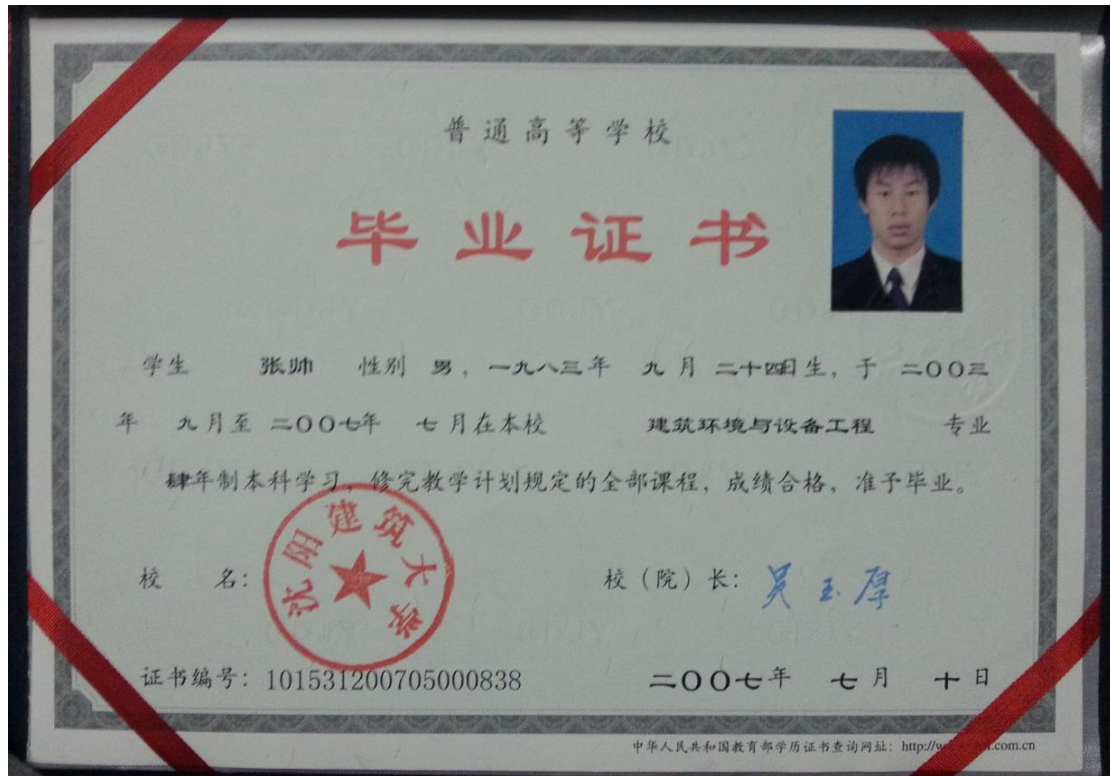 普通高等学校
毕业证书
学生 张帅 性别 男，一九八三年 九月 二十四日生，于 二〇〇三
年 九月至 二〇〇七年 七月在本校 建筑环境与设备工程 专业
肆年制本科学习，修完教学计划规定的全部课程，成绩合格，准予毕业。
沈阳建筑大学
校 名： 校（院）长：吴玉厚
证书编号：101531200705000838 二〇〇七年 七月 十日
中华人民共和国教育部学历证书查询网址：http://w .com.cn